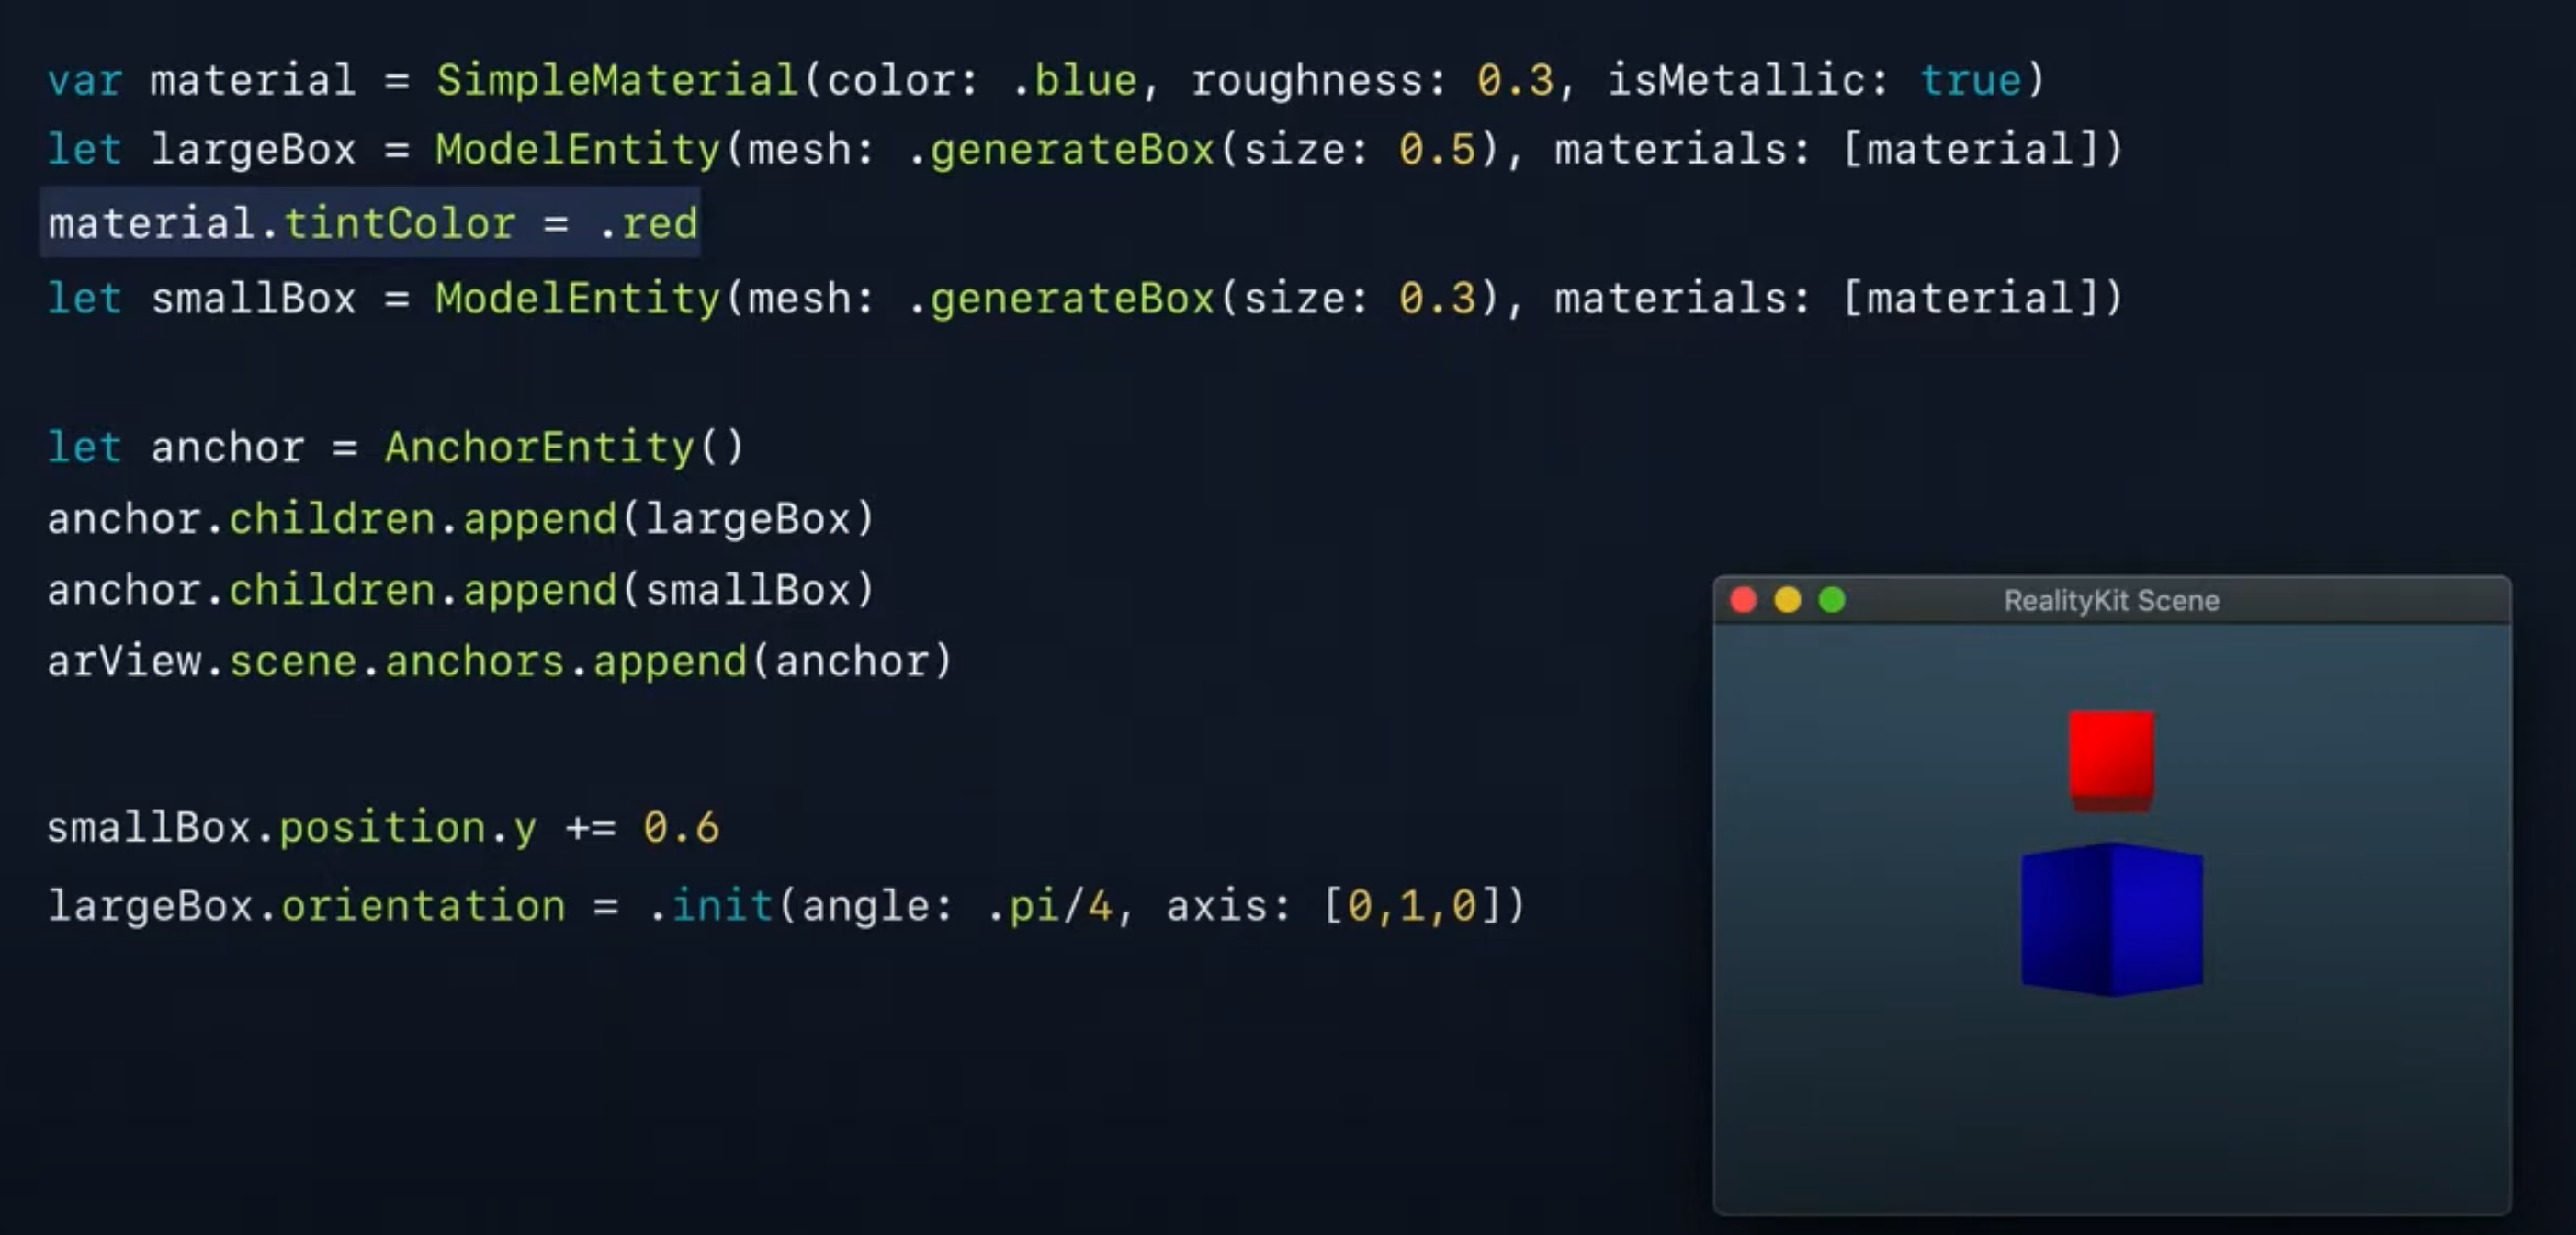 var material = SimpleMaterial(color: .blue, roughness: 0.3, isMetallic: true)
let largeBox = ModelEntity(mesh: .generateBox(size: 0.5), materials: [material])
material.tintColor = .red
let smallBox = ModelEntity(mesh: .generateBox(size: 0.3), materials: [material])
let anchor = AnchorEntity()
anchor.children.append(largeBox)
anchor.children.append(smallBox)
arView.scene.anchors.append(anchor)
smallBox.position.y += 0.6
largeBox.orientation = .init(angle: .pi/4, axis: [0,1,0])
RealityKit Scene